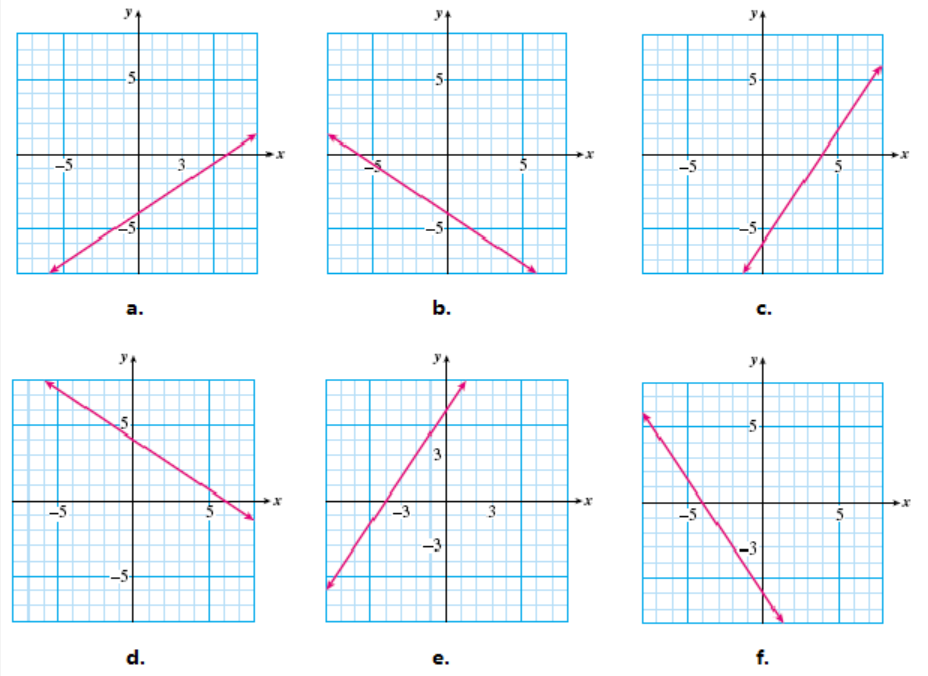 y y y
5 5 5
−5 3 x −5 5 x −5 5 x
−5 −5 −5
a. b. c.
y y y
5 5
3
−5 5 x −3 3 x −5 5 x
−3 −3
−5
d. e. f.